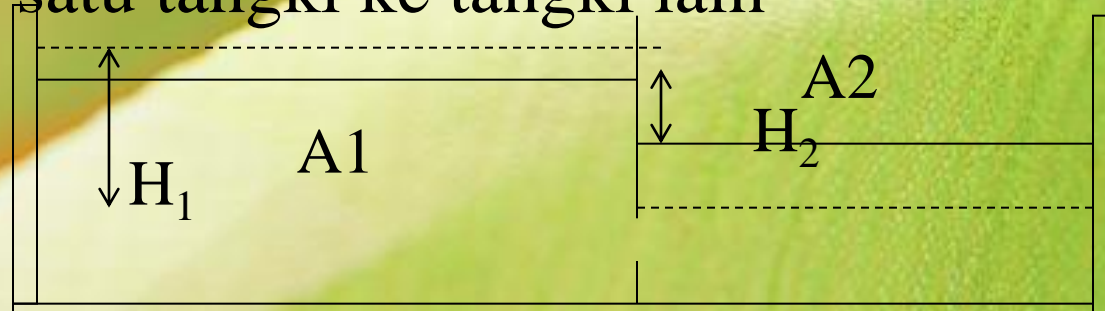 satu tangki ke tangki lain
A2
H₂
A1
H₁